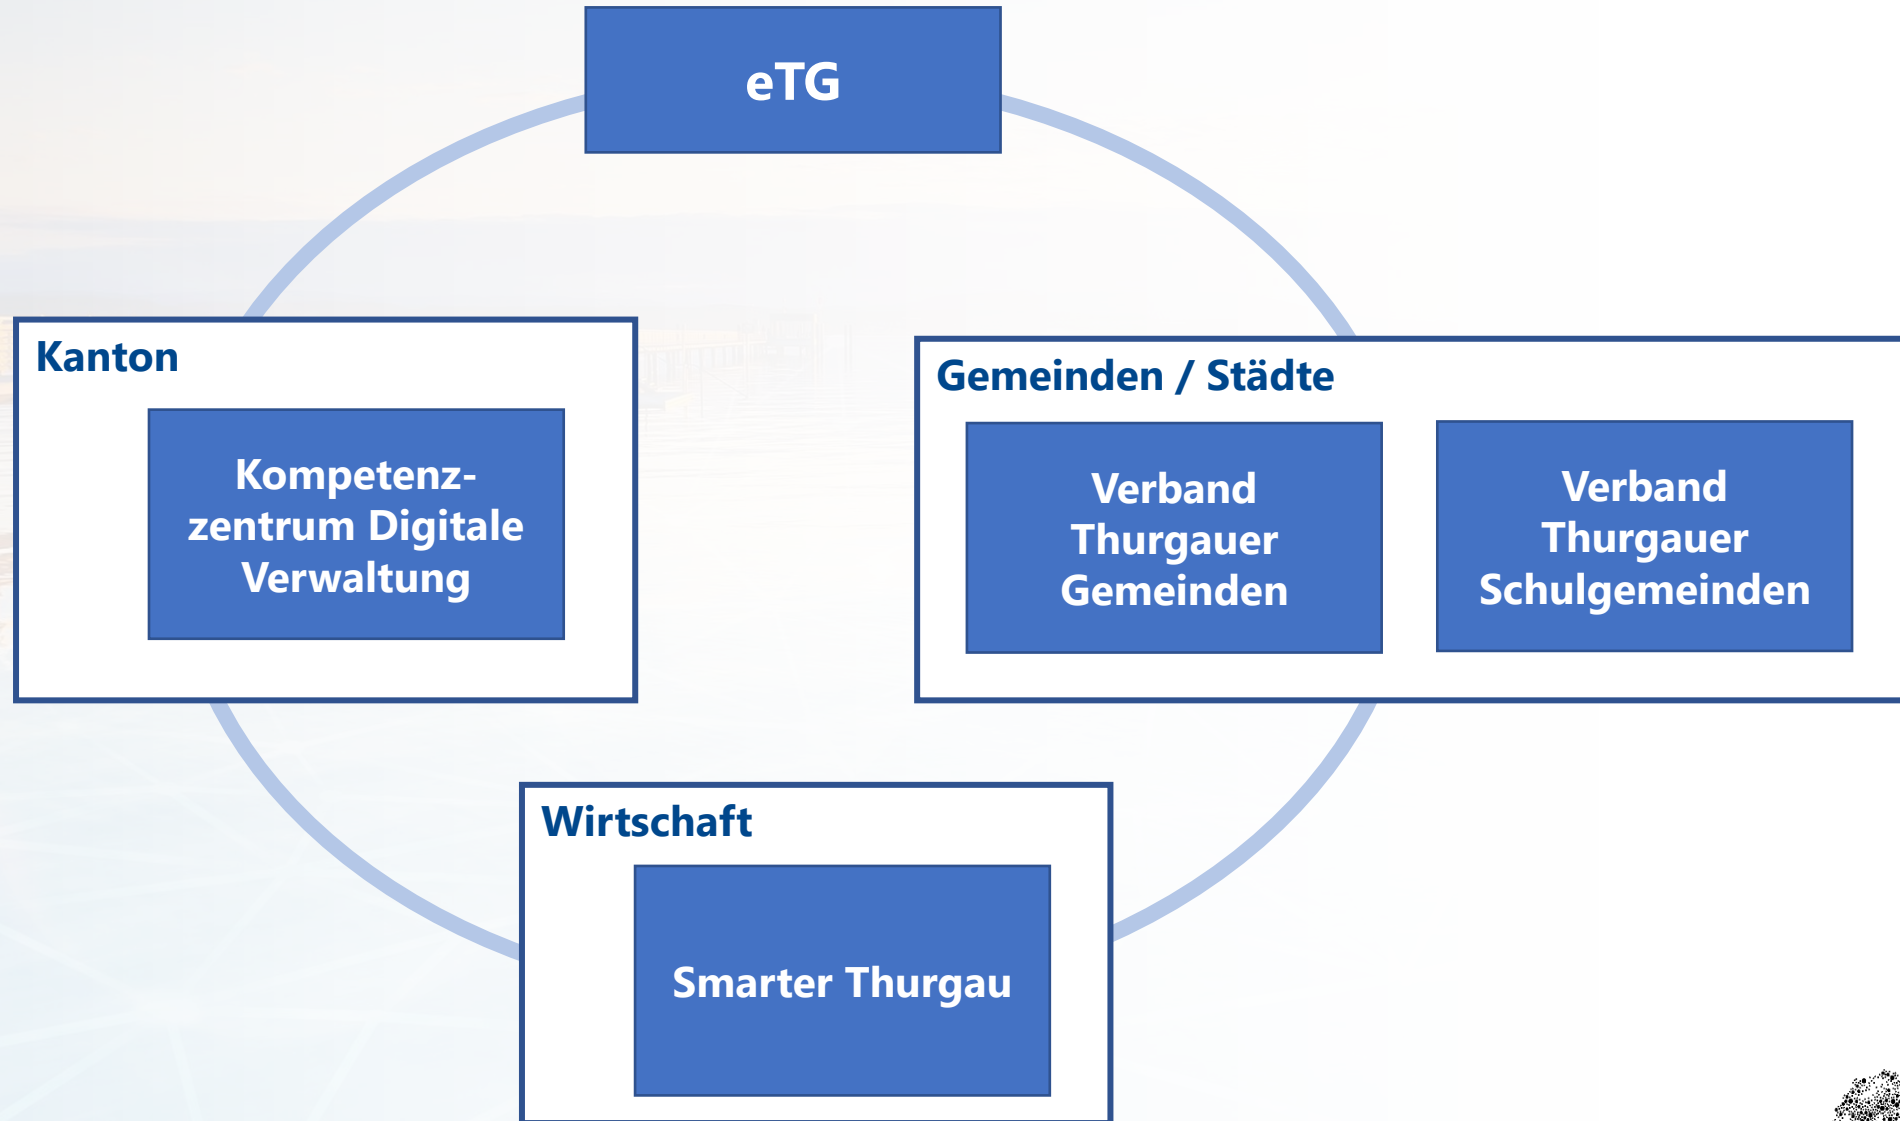 eTG
Kanton
Kompetenz-
zentrum Digitale
Verwaltung
Gemeinden / Städte
Verband
Thurgauer
Gemeinden
Verband
Thurgauer
Schulgemeinden
Wirtschaft
Smarter Thurgau